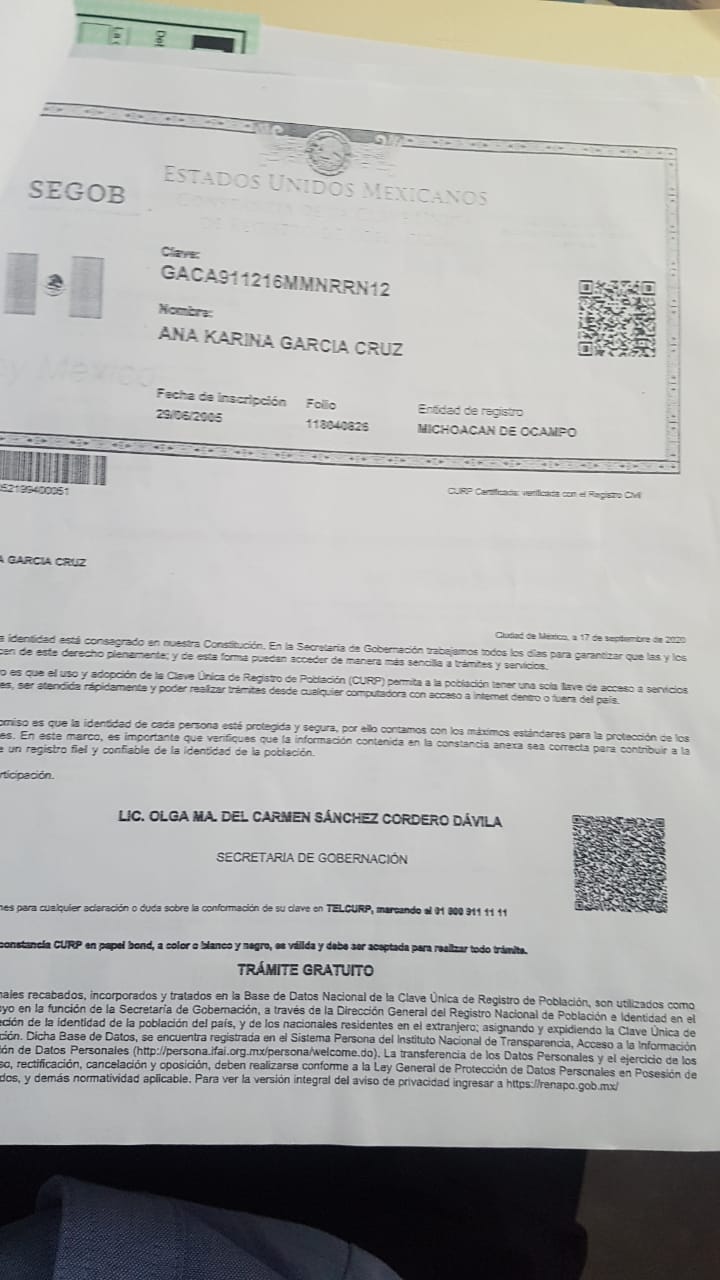 ESTADOS UNIDOS MEXICANOS
SEGOB
Clave:
GACA911216MMNRRN12
Nombre:
ANA KARINA GARCIA CRUZ
Fecha de inscripción Folio Entidad de registro
29/06/2005 118040826 MICHOACAN DE OCAMPO
CURP Certificada: verificada con el Registro Civil
GARCIA CRUZ
Ciudad de México, a 17 de septiembre de 2020
identidad está consagrado en nuestra Constitución. En la Secretaría de Gobernación trabajamos todos los días para garantizar que las y los
de este derecho plenamente; y de esta forma puedan acceder de manera más sencilla a trámites y servicios.
es que el uso y adopción de la Clave Única de Registro de Población (CURP) permita a la población tener una sola llave de acceso a servicios
ser atendida rápidamente y poder realizar trámites desde cualquier computadora con acceso a internet dentro o fuera del país.
omiso es que la identidad de cada persona esté protegida y segura, por ello contamos con los máximos estándares para la protección de los
es. En este marco, es importante que verifiques que la información contenida en la constancia anexa sea correcta para contribuir a la
un registro fiel y confiable de la identidad de la población.
rticipación.
LIC. OLGA MA. DEL CARMEN SÁNCHEZ CORDERO DÁVILA
SECRETARIA DE GOBERNACIÓN
nes para cualquier aclaración o duda sobre la conformación de su clave en TELCURP, marcando al 01 800 911 11 11
constancia CURP en papel bond, a color o blanco y negro, es válida y debe ser aceptada para realizar todo trámite.
TRÁMITE GRATUITO
nales recabados, incorporados y tratados en la Base de Datos Nacional de la Clave Única de Registro de Población, son utilizados como
yo en la función de la Secretaría de Gobernación, a través de la Dirección General del Registro Nacional de Población e Identidad en el
ción de la identidad de la población del país, y de los nacionales residentes en el extranjero; asignando y expidiendo la Clave Única de
ción. Dicha Base de Datos, se encuentra registrada en el Sistema Persona del Instituto Nacional de Transparencia, Acceso a la Información
ón de Datos Personales (http://persona.ifai.org.mx/persona/welcome.do). La transferencia de los Datos Personales y el ejercicio de los
so, rectificación, cancelación y oposición, deben realizarse conforme a la Ley General de Protección de Datos Personales en Posesión de
dos, y demás normatividad aplicable. Para ver la versión integral del aviso de privacidad ingresar a https://renapo.gob.mx/